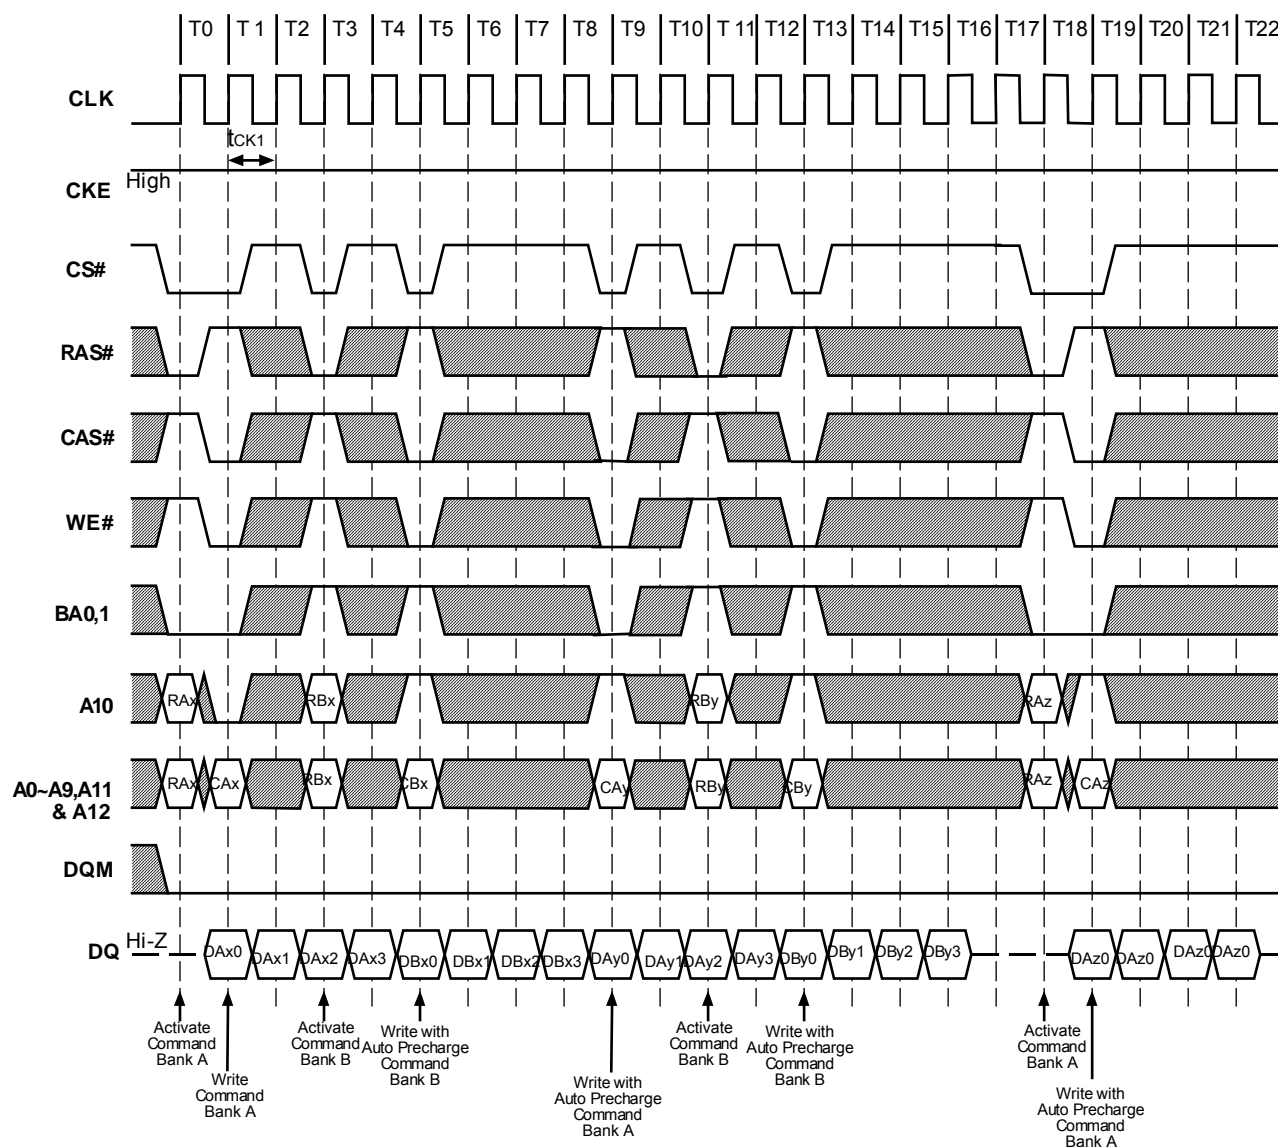 T0 T 1 T2 T3 T4 T5 T6 T7 T8 T9 T10 T 11 T12 T13 T14 T15 T16 T17 T18 T19 T20 T21 T22
CLK
tCK1
High
CKE
CS#
RAS#
CAS#
WE#
BA0,1
A10 RAx RBx RBy RAz
A0~A9,A11
& A12
RAx CAx RBx CBx CAy RBy CBy RAz CAz
DQM
DQ Hi-Z DAx0 DAx1 DAx2 DAx3 DBx0 DBx1 DBx2 DBx3 DAy0 DAy1 DAy2 DAy3 DBy0 DBy1 DBy2 DBy3 DAz0 DAz0 DAz0 DAz0
Activate
Command
Bank A
Write
Command
Bank A
Activate
Command
Bank B
Write with
Auto Precharge
Command
Bank B
Write with
Auto Precharge
Command
Bank A
Activate
Command
Bank B
Write with
Auto Precharge
Command
Bank B
Activate
Command
Bank A
Write with
Auto Precharge
Command
Bank A